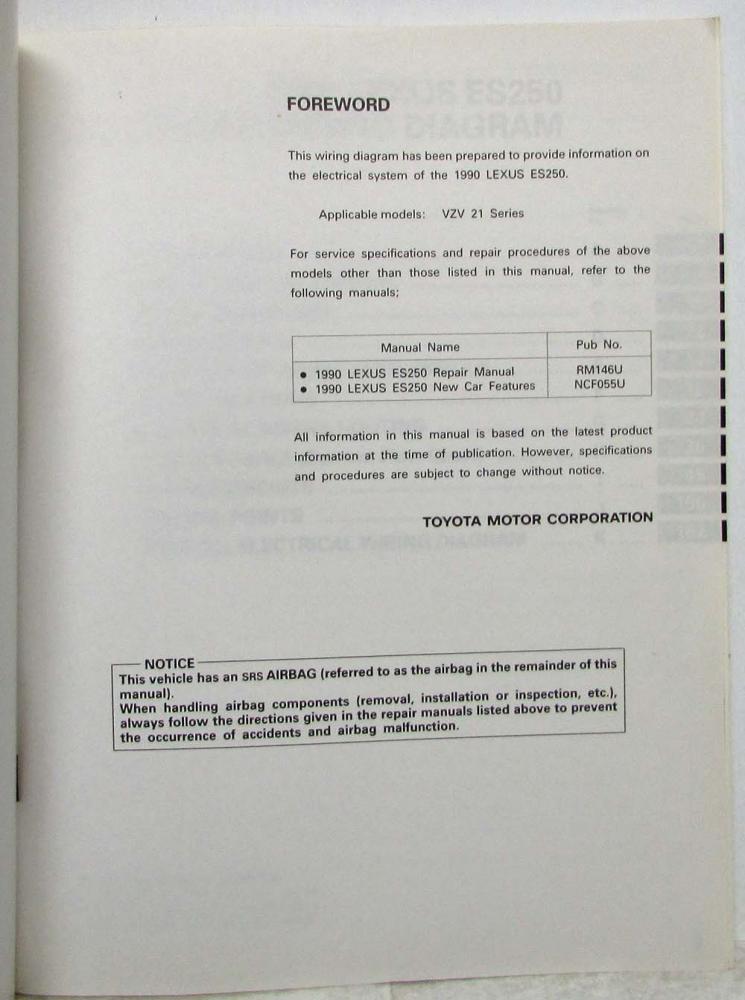 FOREWORD
This wiring diagram has been prepared to provide information on
the electrical system of the 1990 LEXUS ES250.
Applicable models: VZV 21 Series
For service specifications and repair procedures of the above
models other than those listed in this manual, refer to the
following manuals;
Manual Name Pub No.
● 1990 LEXUS ES250 Repair Manual RM146U
● 1990 LEXUS ES250 New Car Features NCF055U
All information in this manual is based on the latest product
information at the time of publication. However, specifications
and procedures are subject to change without notice.
TOYOTA MOTOR CORPORATION
NOTICE
This vehicle has an SRS AIRBAG (referred to as the airbag in the remainder of this
manual).
When handling airbag components (removal, installation or inspection, etc.),
always follow the directions given in the repair manuals listed above to prevent
the occurrence of accidents and airbag malfunction.